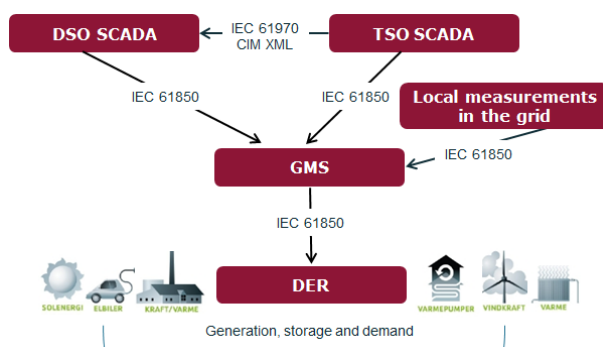 DSO SCADA
IEC 61970
CIM XML
TSO SCADA
IEC 61850
IEC 61850
Local measurements
in the grid
IEC 61850
GMS
IEC 61850
DER
SOLENERGI
ELBILER
KRAFT/VARME
VARMEPUMPER
VINDKRAFT
VARME
Generation, storage and demand